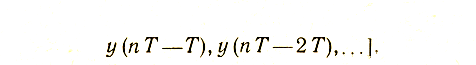 y (n T—T), y (n T—2 T),...].